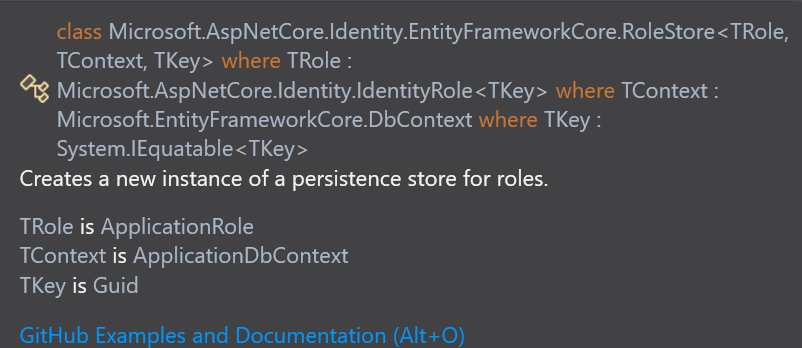 class Microsoft.AspNetCore.Identity.EntityFrameworkCore.RoleStore<TRole,
TContext, TKey> where TRole :
Microsoft.AspNetCore.Identity.IdentityRole<TKey> where TContext :
Microsoft.EntityFrameworkCore.DbContext where TKey :
System.IEquatable<TKey>
Creates a new instance of a persistence store for roles.
TRole is ApplicationRole
TContext is ApplicationDbContext
TKey is Guid
GitHub Examples and Documentation (Alt+O)